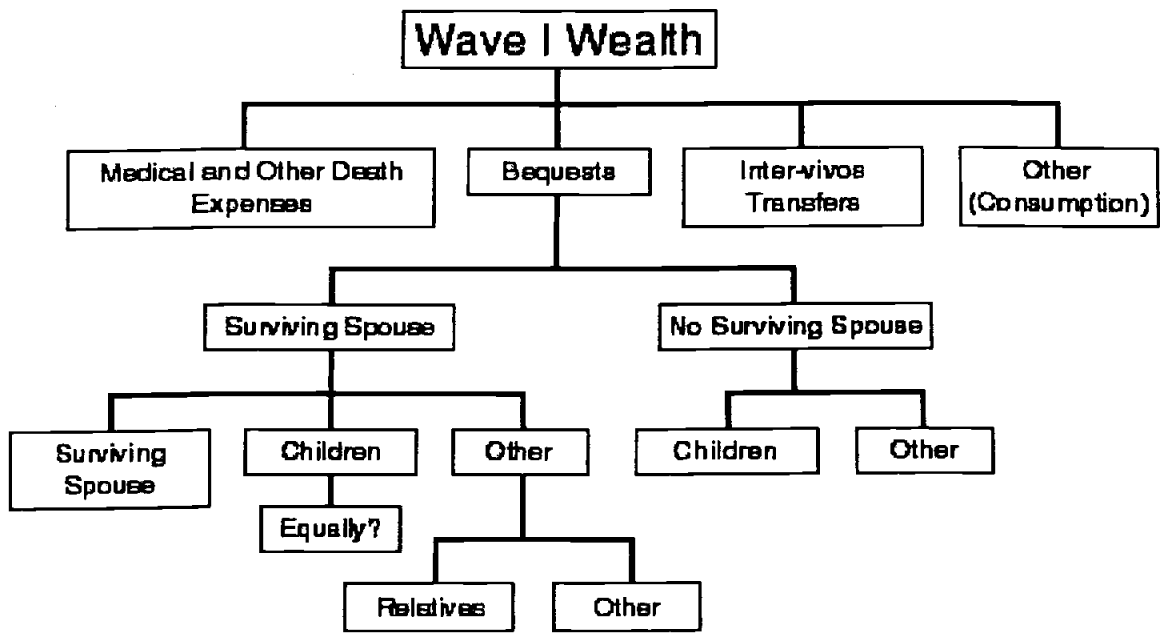 Wave I Wealth
Medical and Other Death
Expenses
Bequests
Inter-vivos
Transfers
Other
(Consumption)
Surviving Spouse
No Surviving Spouse
Surviving
Spouse
Children
Other
Children
Other
Equally?
Relatives
Other